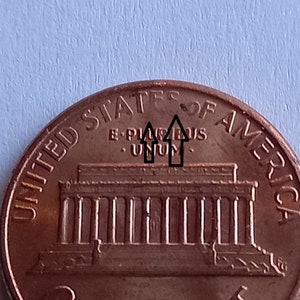 UNITED STATES OF AMERICA
E·PLURIBUS
·UNUM·